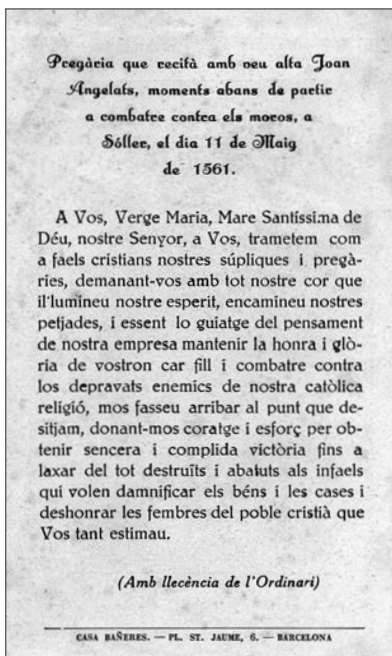 Pregària que recità amb veu alta Joan
Angelats, moments abans de partir
a combatre contra els moros, a
Sóller, el dia 11 de Maig
de 1561.
A Vos, Verge Maria, Mare Santíssima de
Déu, nostre Senyor, a Vos, trametem com
a faels cristians nostres súpliques i pregà-
ries, demanant-vos amb tot nostre cor que
il'lumineu nostre esperit, encamineu nostres
petjades, i essent lo guiatge del pensament
de nostra empresa mantenir la honra i glò-
ria de vostron car fill i combatre contra
los depravats enemics de nostra catòlica
religió, mos fasseu arribar al punt que de-
sitjam, donant-mos coratge i esforç per ob-
tenir sencera i complida victòria fins a
laxar del tot destruïts i abatuts als infaels
qui volen damnificar els béns i les cases i
deshonrar les fembres del poble cristià que
Vos tant estimau.
(Amb llecència de l'Ordinari)
CASA BAÑERES. — PL. ST. JAUME, 6. — BARCELONA